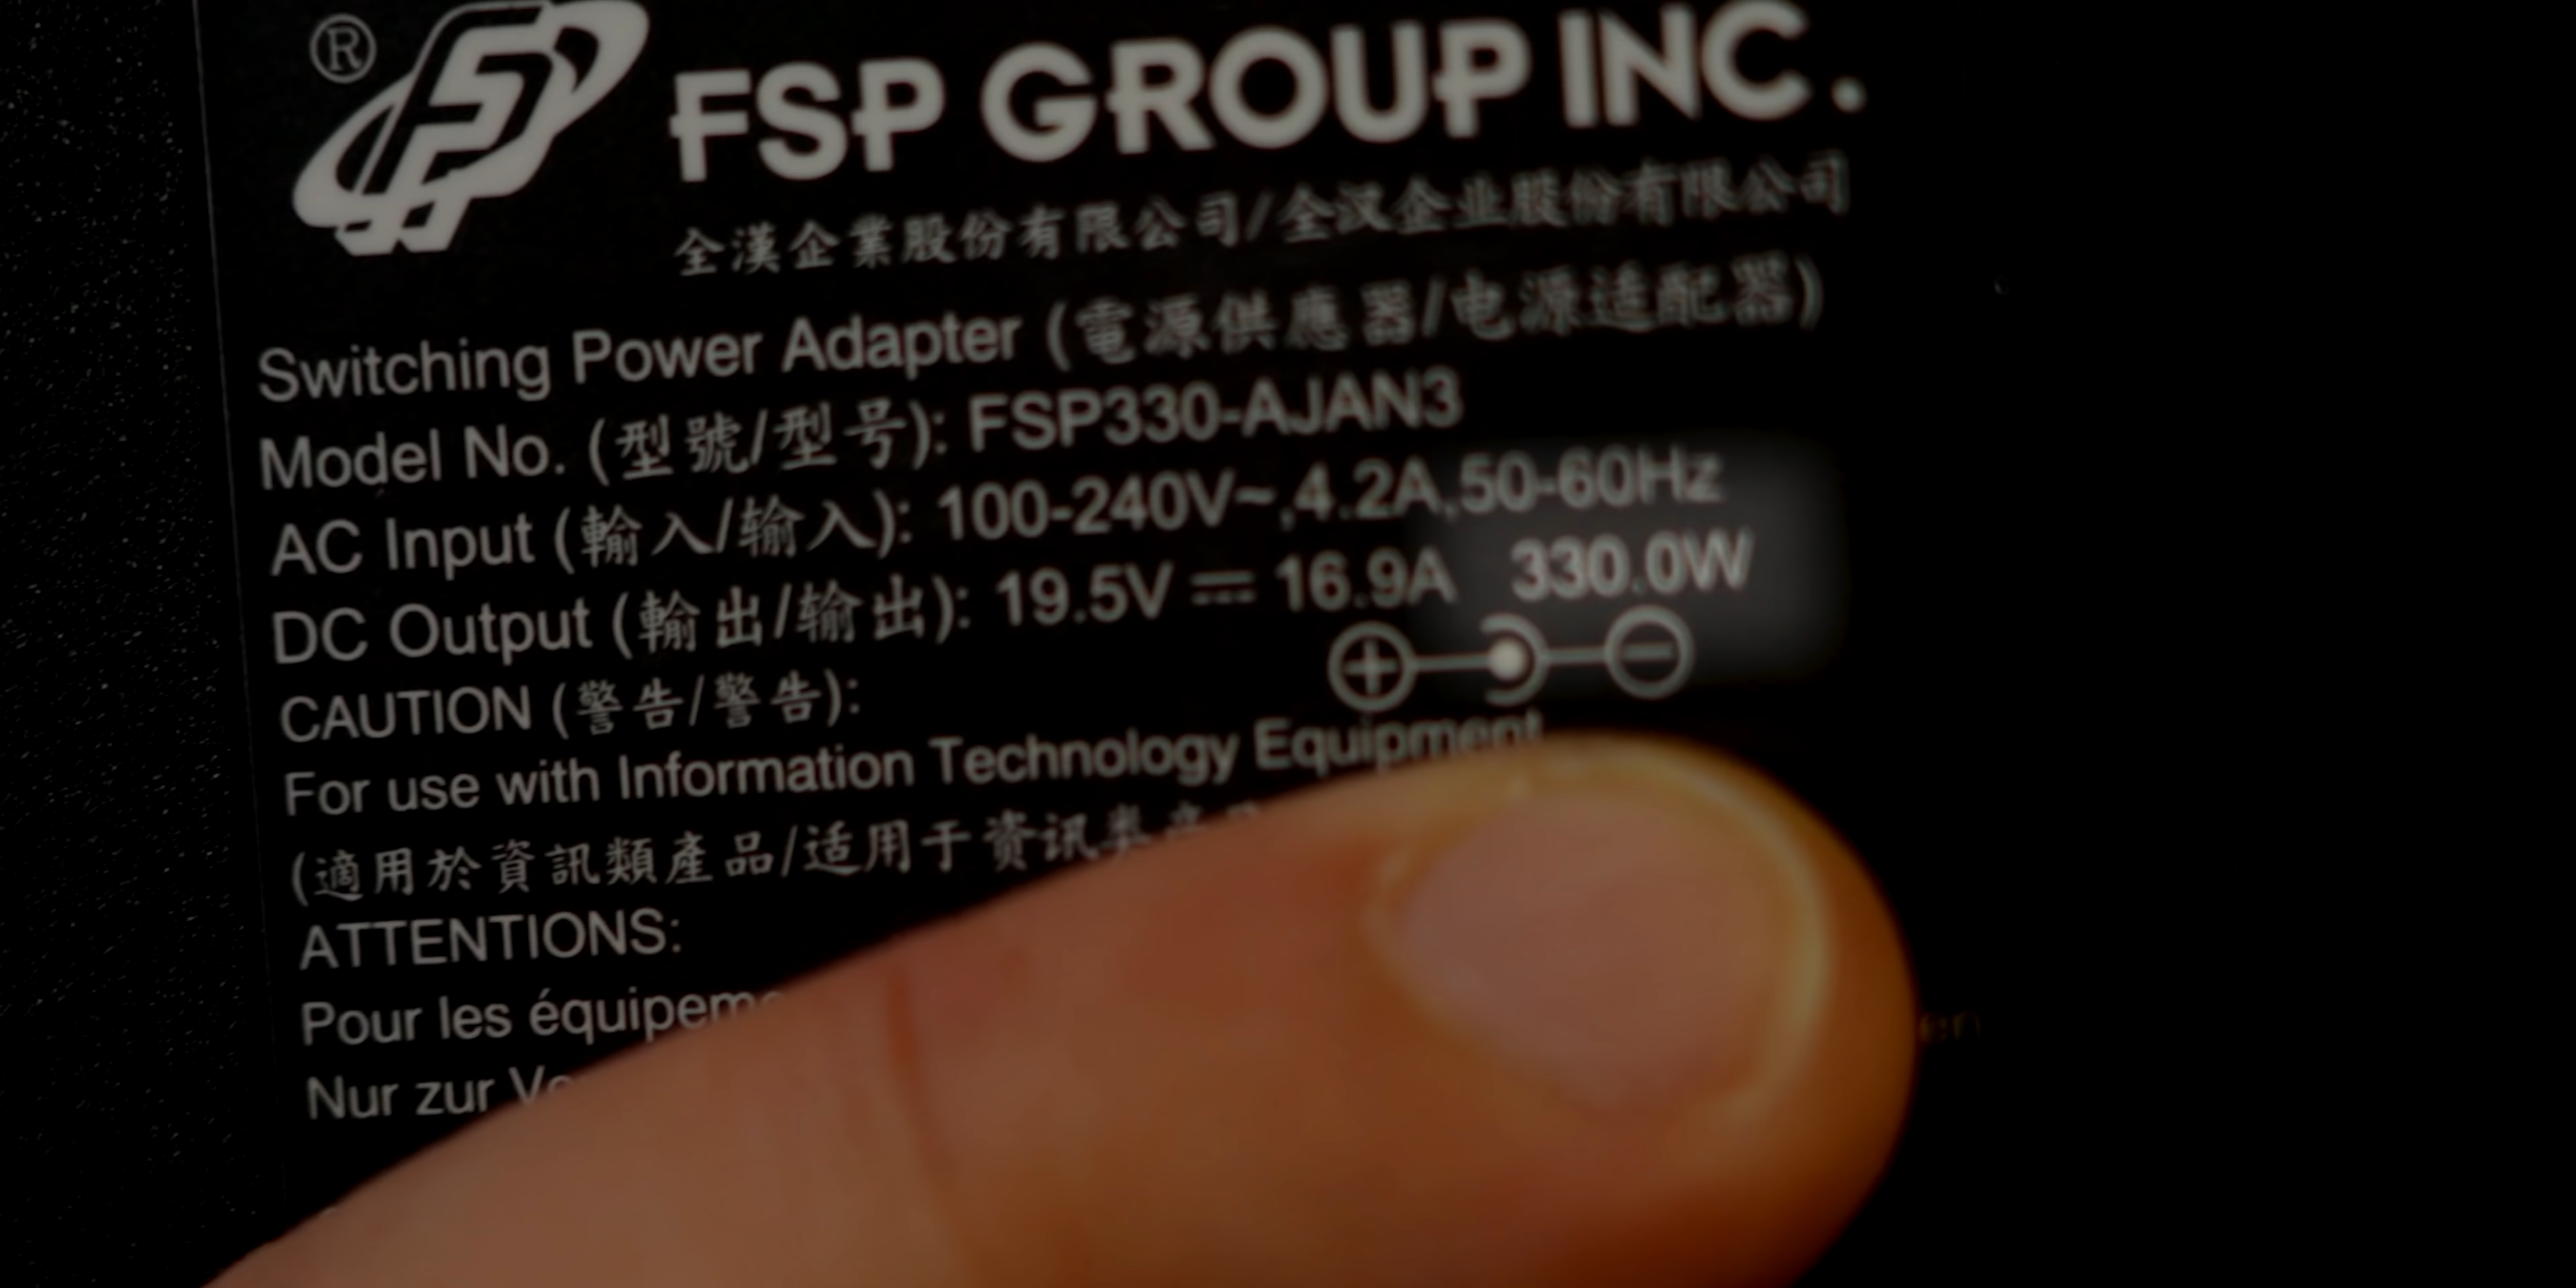 ® FSP GROUP INC.
全漢企業股份有限公司/全汉企业股份有限公司
Switching Power Adapter (電源供應器/电源适配器)
Model No. (型號/型号): FSP330-AJAN3
AC Input (輸入/输入): 100-240V~,4.2A,50-60Hz
DC Output (輸出/输出): 19.5V ⎓ 16.9A 330.0W
CAUTION (警告/警告):
For use with Information Technology Equipment
(適用於資訊類產品/适用于资讯类产品
ATTENTIONS:
Pour les
Nur zur